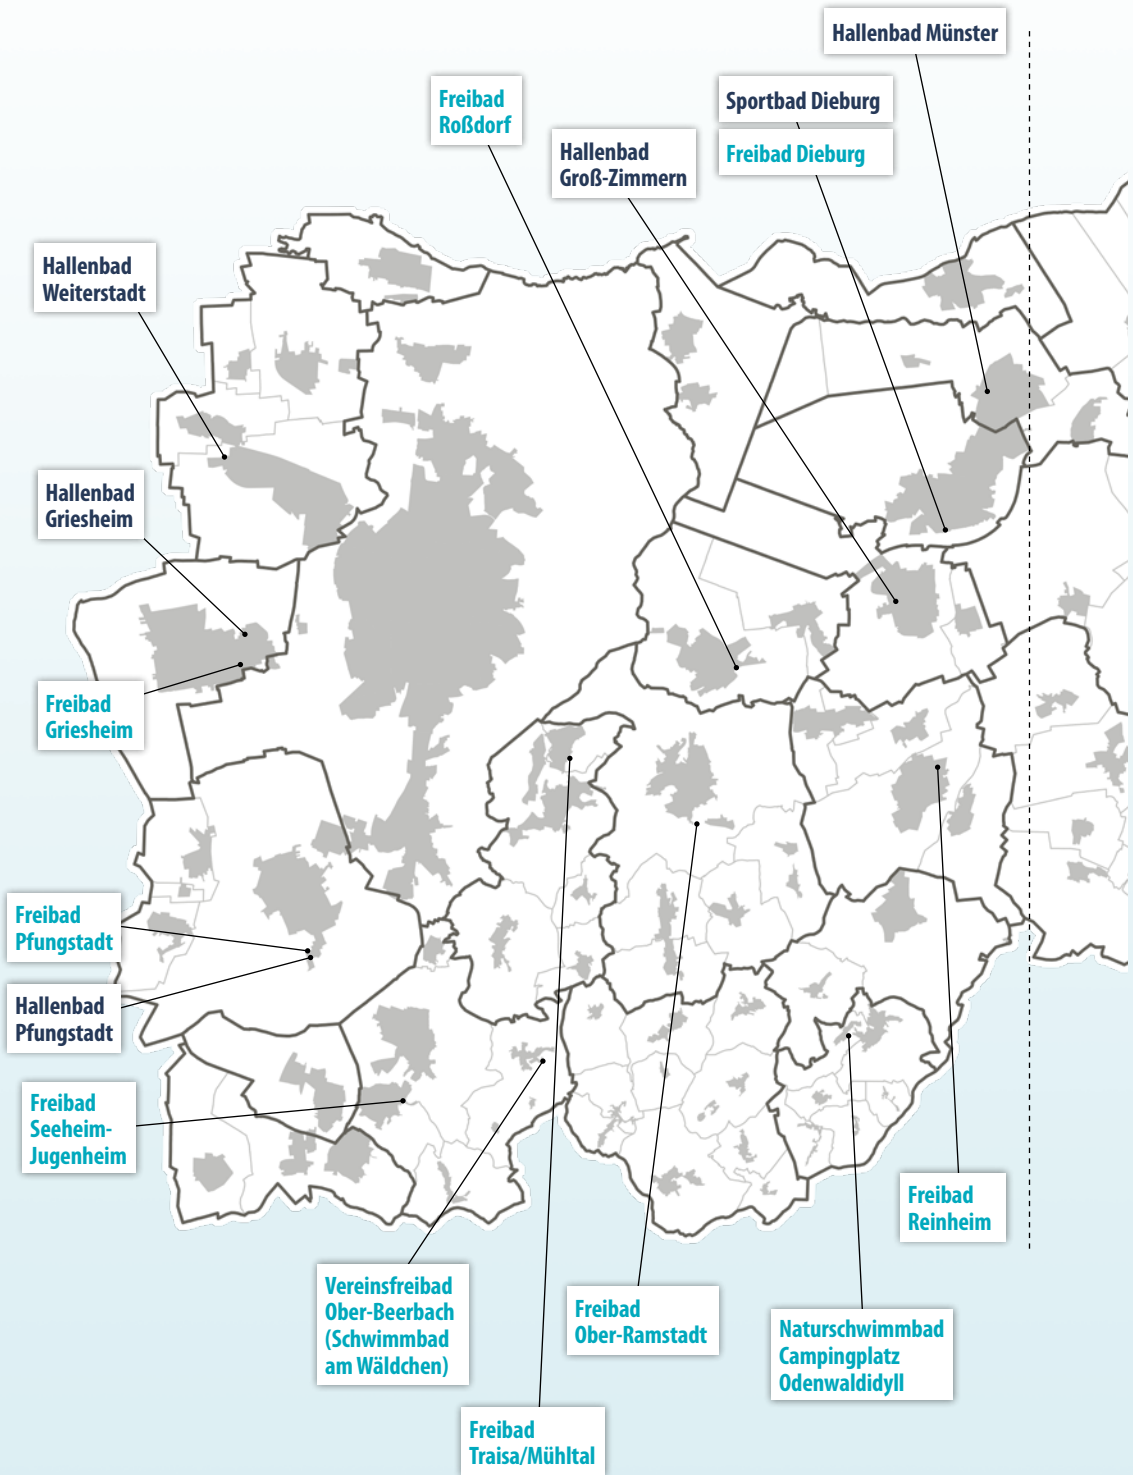 Hallenbad Münster
Freibad
Roßdorf
Sportbad Dieburg
Freibad Dieburg
Hallenbad
Groß-Zimmern
Hallenbad
Weiterstadt
Hallenbad
Griesheim
Freibad
Griesheim
Freibad
Pfungstadt
Hallenbad
Pfungstadt
Freibad
Seeheim-
Jugenheim
Freibad
Reinheim
Vereinsfreibad
Ober-Beerbach
(Schwimmbad
am Wäldchen)
Freibad
Ober-Ramstadt
Naturschwimmbad
Campingplatz
Odenwaldidyll
Freibad
Traisa/Mühltal